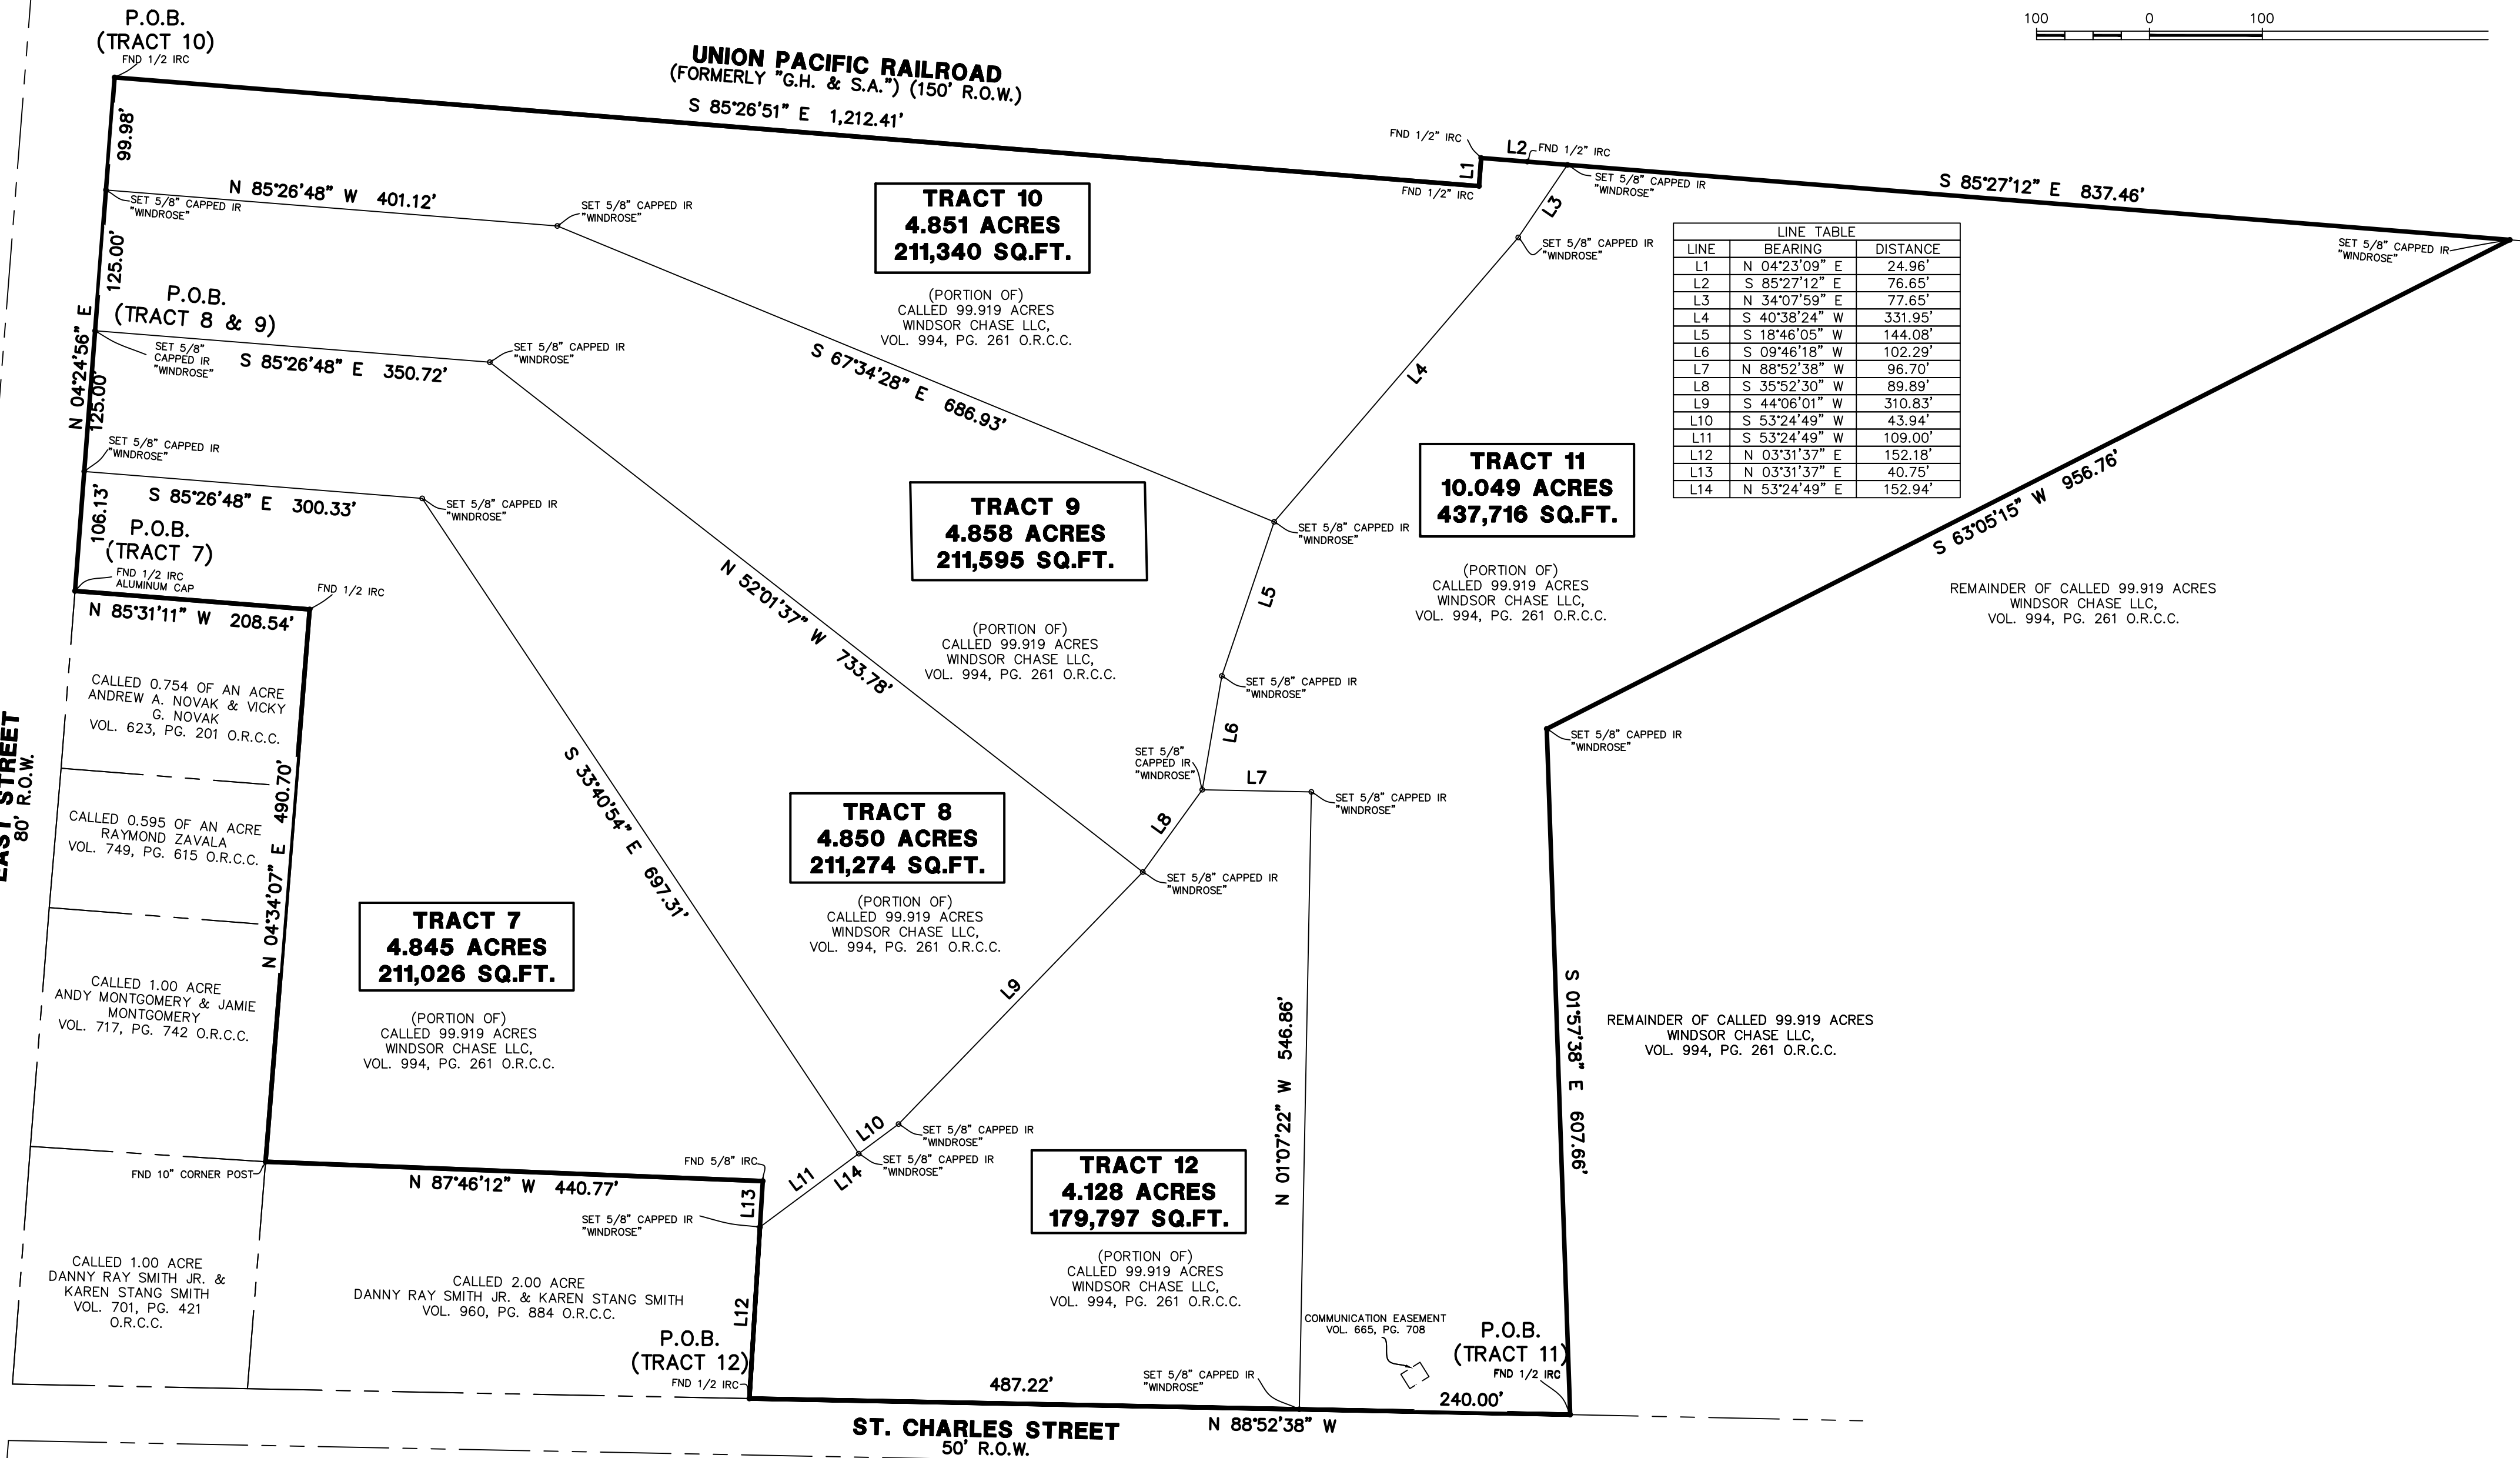 P.O.B.
(TRACT 10)
FND 1/2 IRC
UNION PACIFIC RAILROAD
(FORMERLY "G.H. & S.A.") (150' R.O.W.)
S 85°26'51" E 1,212.41'
100 0 100
99.98'
N 85°26'48" W 401.12'
SET 5/8" CAPPED IR
"WINDROSE"
SET 5/8" CAPPED IR
"WINDROSE"
TRACT 10
4.851 ACRES
211,340 SQ.FT.
(PORTION OF)
CALLED 99.919 ACRES
WINDSOR CHASE LLC,
VOL. 994, PG. 261 O.R.C.C.
FND 1/2" IRC
L1
FND 1/2" IRC
L2
FND 1/2" IRC
SET 5/8" CAPPED IR
"WINDROSE"
L3
SET 5/8" CAPPED IR
"WINDROSE"
S 85°27'12" E 837.46'
SET 5/8" CAPPED IR
"WINDROSE"
LINE TABLE
LINE BEARING DISTANCE
L1 N 04°23'09" E 24.96'
L2 S 85°27'12" E 76.65'
L3 N 34°07'59" E 77.65'
L4 S 40°38'24" W 331.95'
L5 S 18°46'05" W 144.08'
L6 S 09°46'18" W 102.29'
L7 N 88°52'38" W 96.70'
L8 S 35°52'30" W 89.89'
L9 S 44°06'01" W 310.83'
L10 S 53°24'49" W 43.94'
L11 S 53°24'49" W 109.00'
L12 N 03°31'37" E 152.18'
L13 N 03°31'37" E 40.75'
L14 N 53°24'49" E 152.94'
125.00'
P.O.B.
(TRACT 8 & 9)
SET 5/8"
CAPPED IR
"WINDROSE"
S 85°26'48" E 350.72'
SET 5/8" CAPPED IR
"WINDROSE"
S 67°34'28" E 686.93'
L4
N 04°24'56" E
125.00'
SET 5/8" CAPPED IR
"WINDROSE"
S 85°26'48" E 300.33'
SET 5/8" CAPPED IR
"WINDROSE"
106.13'
P.O.B.
(TRACT 7)
FND 1/2 IRC
ALUMINUM CAP
FND 1/2 IRC
N 85°31'11" W 208.54'
TRACT 9
4.858 ACRES
211,595 SQ.FT.
(PORTION OF)
CALLED 99.919 ACRES
WINDSOR CHASE LLC,
VOL. 994, PG. 261 O.R.C.C.
SET 5/8" CAPPED IR
"WINDROSE"
TRACT 11
10.049 ACRES
437,716 SQ.FT.
(PORTION OF)
CALLED 99.919 ACRES
WINDSOR CHASE LLC,
VOL. 994, PG. 261 O.R.C.C.
S 63°05'15" W 956.76'
REMAINDER OF CALLED 99.919 ACRES
WINDSOR CHASE LLC,
VOL. 994, PG. 261 O.R.C.C.
N 52°01'37" W 733.78'
L5
SET 5/8" CAPPED IR
"WINDROSE"
L6
SET 5/8"
CAPPED IR
"WINDROSE"
L7
SET 5/8" CAPPED IR
"WINDROSE"
SET 5/8" CAPPED IR
"WINDROSE"
L8
SET 5/8" CAPPED IR
"WINDROSE"
EAST STREET
80' R.O.W.
CALLED 0.754 OF AN ACRE
ANDREW A. NOVAK & VICKY
G. NOVAK
VOL. 623, PG. 201 O.R.C.C.
CALLED 0.595 OF AN ACRE
RAYMOND ZAVALA
VOL. 749, PG. 615 O.R.C.C.
CALLED 1.00 ACRE
ANDY MONTGOMERY & JAMIE
MONTGOMERY
VOL. 717, PG. 742 O.R.C.C.
N 04°34'07" E 490.70'
S 33°40'54" E 697.31'
TRACT 8
4.850 ACRES
211,274 SQ.FT.
(PORTION OF)
CALLED 99.919 ACRES
WINDSOR CHASE LLC,
VOL. 994, PG. 261 O.R.C.C.
TRACT 7
4.845 ACRES
211,026 SQ.FT.
(PORTION OF)
CALLED 99.919 ACRES
WINDSOR CHASE LLC,
VOL. 994, PG. 261 O.R.C.C.
L9
N 01°07'22" W 546.86'
S 01°57'38" E 607.66'
REMAINDER OF CALLED 99.919 ACRES
WINDSOR CHASE LLC,
VOL. 994, PG. 261 O.R.C.C.
L10
SET 5/8" CAPPED IR
"WINDROSE"
SET 5/8" CAPPED IR
"WINDROSE"
L11
L14
FND 10" CORNER POST
FND 5/8" IRC
N 87°46'12" W 440.77'
L13
SET 5/8" CAPPED IR
"WINDROSE"
TRACT 12
4.128 ACRES
179,797 SQ.FT.
(PORTION OF)
CALLED 99.919 ACRES
WINDSOR CHASE LLC,
VOL. 994, PG. 261 O.R.C.C.
CALLED 1.00 ACRE
DANNY RAY SMITH JR. &
KAREN STANG SMITH
VOL. 701, PG. 421
O.R.C.C.
CALLED 2.00 ACRE
DANNY RAY SMITH JR. & KAREN STANG SMITH
VOL. 960, PG. 884 O.R.C.C.
L12
P.O.B.
(TRACT 12)
FND 1/2 IRC
COMMUNICATION EASEMENT
VOL. 665, PG. 708
P.O.B.
(TRACT 11)
FND 1/2 IRC
SET 5/8" CAPPED IR
"WINDROSE"
487.22'
240.00'
N 88°52'38" W
ST. CHARLES STREET
50' R.O.W.